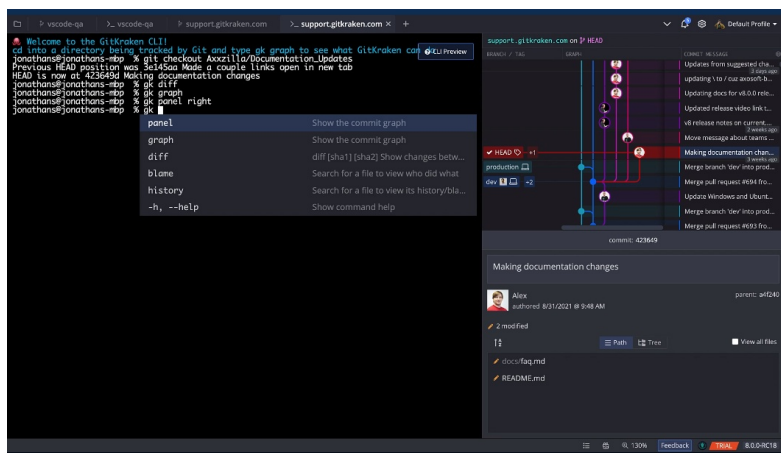 vscode-qa
>_ vscode-qa
support.gitkraken.com
>_ support.gitkraken.com ×
+
Default Profile
Welcome to the GitKraken CLI!
cd into a directory being tracked by Git and type gk graph to see what GitKraken can do.
CLI Preview
jonathans@jonathans-mbp % git checkout Axxzilla/Documentation_Updates
Previous HEAD position was 3e145aa Made a couple links open in new tab
HEAD is now at 423649d Making documentation changes
jonathans@jonathans-mbp % gk diff
jonathans@jonathans-mbp % gk graph
jonathans@jonathans-mbp % gk panel right
jonathans@jonathans-mbp % gk
panel Show the commit graph
graph Show the commit graph
diff diff [sha1] [sha2] Show changes betw...
blame Search for a file to view who did what
history Search for a file to view its history/bla...
-h, --help Show command help
support.gitkraken.com on HEAD
BRANCH / TAG GRAPH COMMIT MESSAGE
Updates from suggested cha...
3 days ago
updating \ to / cuz axosoft-b...
Updating docs for v8.0.0 rele...
Updated release video link t...
v8 release notes on current....
2 weeks ago
Move message about teams ...
✓ HEAD +1 Making documentation chan...
3 weeks ago
production Merge branch 'dev' into prod...
dev +2 Merge pull request #694 fro...
Update Windows and Ubunt...
Merge branch 'dev' into prod...
Merge pull request #693 fro...
commit: 423649
Making documentation changes
Alex
parent: a4f240
authored 8/31/2021 @ 9:48 AM
2 modified
Path Tree View all files
docs/faq.md
README.md
130% Feedback TRIAL 8.0.0-RC18